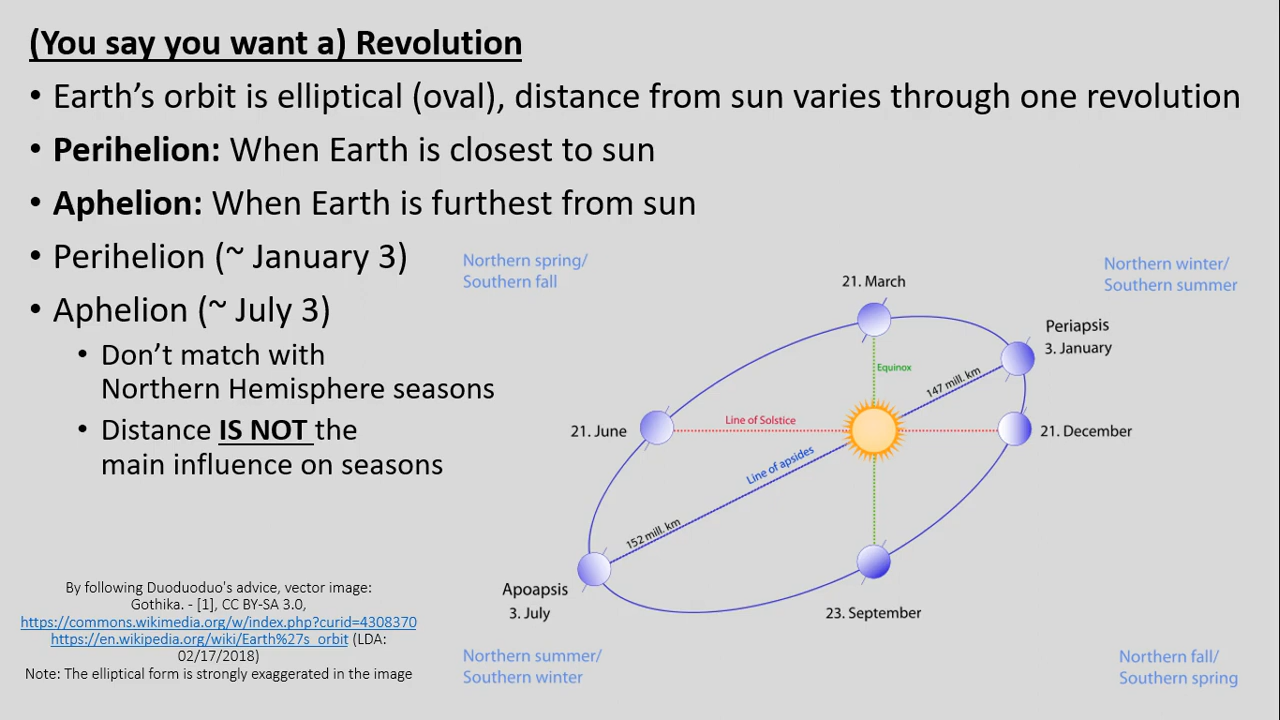 (You say you want a) Revolution
• Earth’s orbit is elliptical (oval), distance from sun varies through one revolution
• Perihelion: When Earth is closest to sun
• Aphelion: When Earth is furthest from sun
• Perihelion (~ January 3)
• Aphelion (~ July 3)
• Don’t match with
Northern Hemisphere seasons
• Distance IS NOT the
main influence on seasons
By following Duoduoduo's advice, vector image:
Gothika. - [1], CC BY-SA 3.0,
https://commons.wikimedia.org/w/index.php?curid=4308370
https://en.wikipedia.org/wiki/Earth%27s_orbit (LDA:
02/17/2018)
Note: The elliptical form is strongly exaggerated in the image
Northern spring/
Southern fall
21. March
Northern winter/
Southern summer
Periapsis
3. January
Equinox
147 mill. km
21. June
Line of Solstice
21. December
Line of apsides
152 mill. km
Apoapsis
3. July
23. September
Northern summer/
Southern winter
Northern fall/
Southern spring